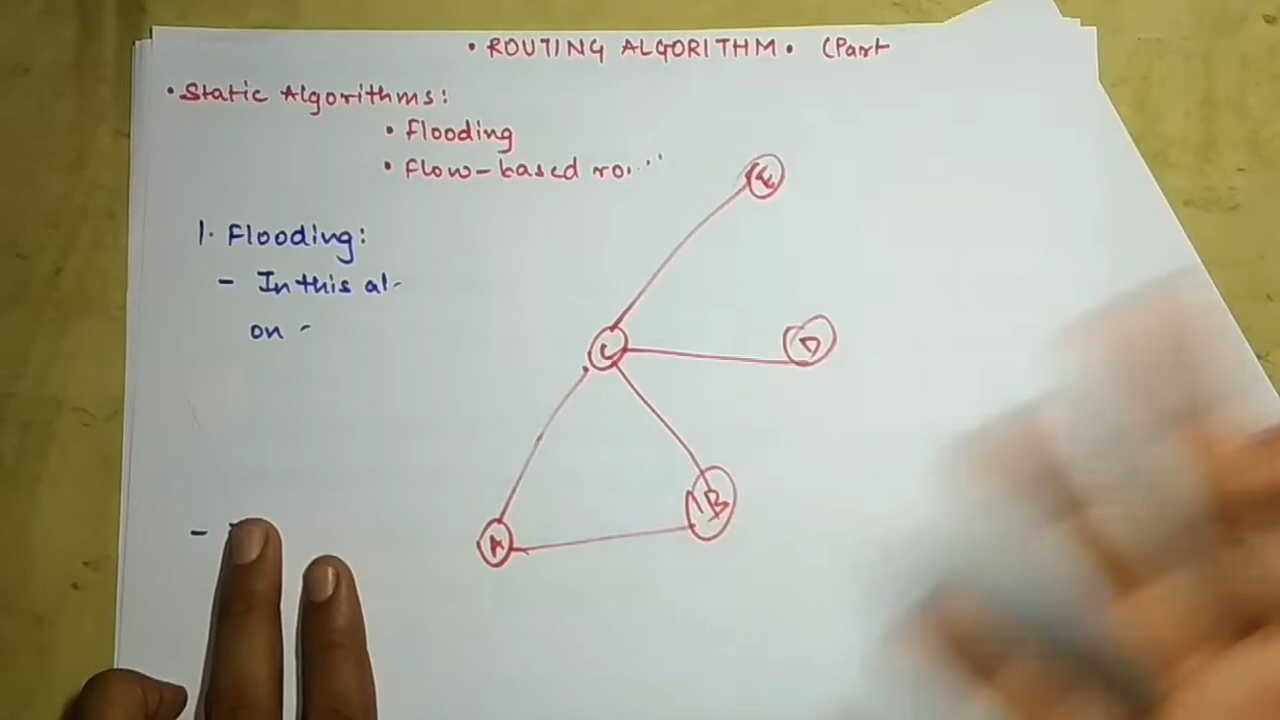 • ROUTING ALGORITHM • (Part
• Static Algorithms:
• Flooding
• Flow-based
1. Flooding:
- In this
on
E
C
D
B
A